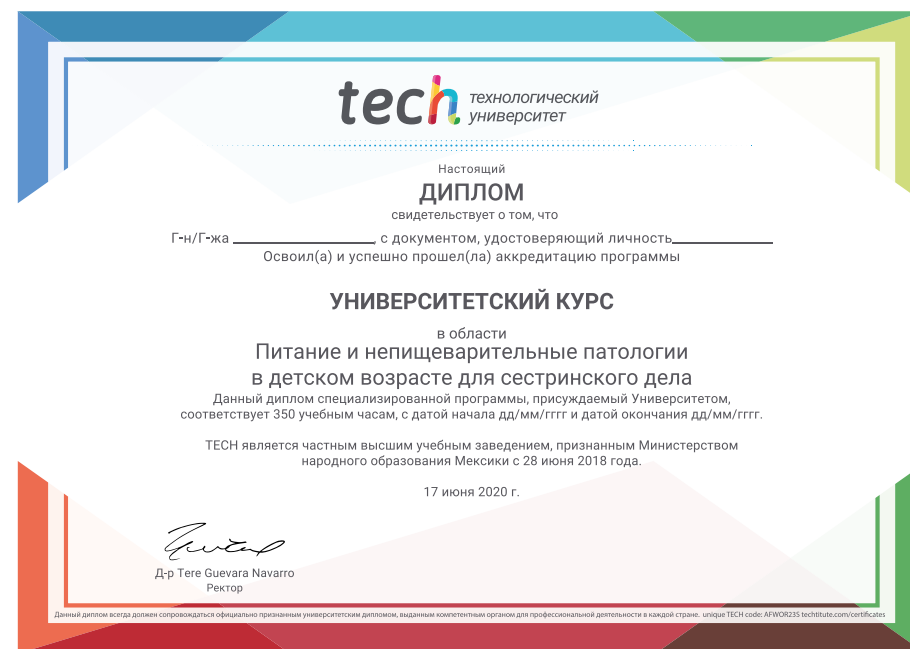 tech технологический
университет
Настоящий
ДИПЛОМ
свидетельствует о том, что
Г-н/Г-жа ____________________, с документом, удостоверяющий личность______________
Освоил(а) и успешно прошел(ла) аккредитацию программы
УНИВЕРСИТЕТСКИЙ КУРС
в области
Питание и непищеварительные патологии
в детском возрасте для сестринского дела
Данный диплом специализированной программы, присуждаемый Университетом,
соответствует 350 учебным часам, с датой начала дд/мм/гггг и датой окончания дд/мм/гггг.
TECH является частным высшим учебным заведением, признанным Министерством
народного образования Мексики с 28 июня 2018 года.
17 июня 2020 г.
Д-р Tere Guevara Navarro
Ректор
Данный диплом всегда должен сопровождаться официально признанным университетским дипломом, выданным компетентным органом для профессиональной деятельности в каждой стране. unique TECH code: AFWOR23S techtitute.com/certificates